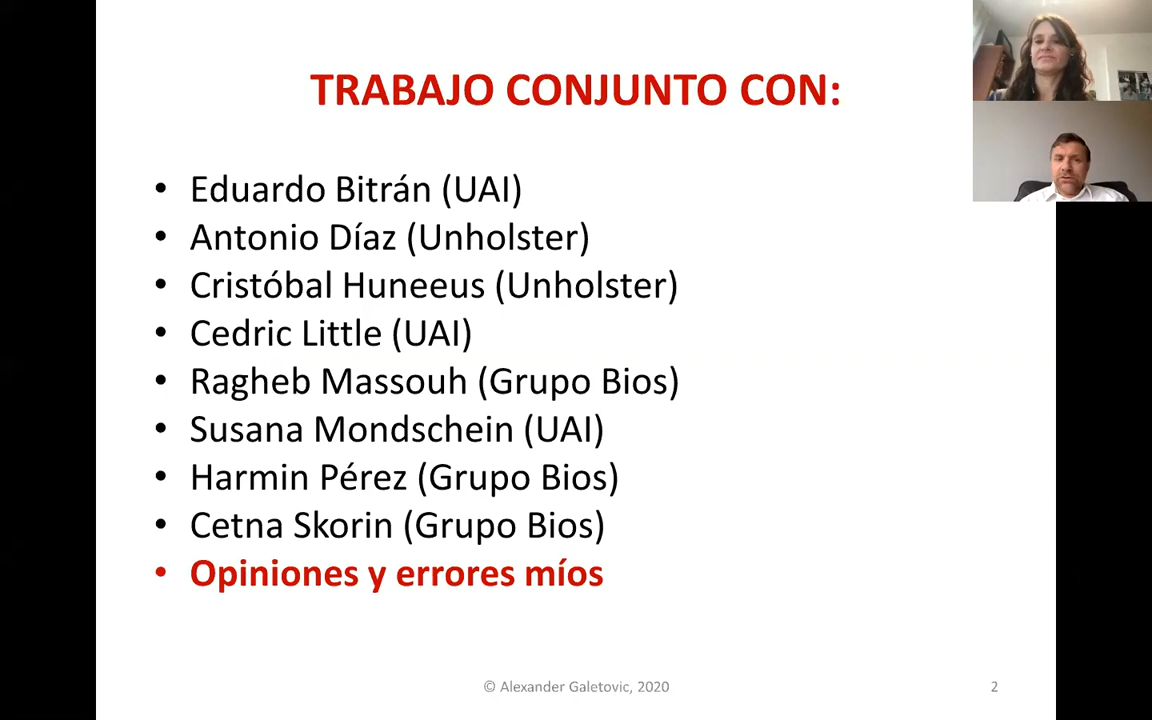 TRABAJO CONJUNTO CON:
• Eduardo Bitrán (UAI)
• Antonio Díaz (Unholster)
• Cristóbal Huneeus (Unholster)
• Cedric Little (UAI)
• Ragheb Massouh (Grupo Bios)
• Susana Mondschein (UAI)
• Harmin Pérez (Grupo Bios)
• Cetna Skorin (Grupo Bios)
• Opiniones y errores míos
© Alexander Galetovic, 2020
2